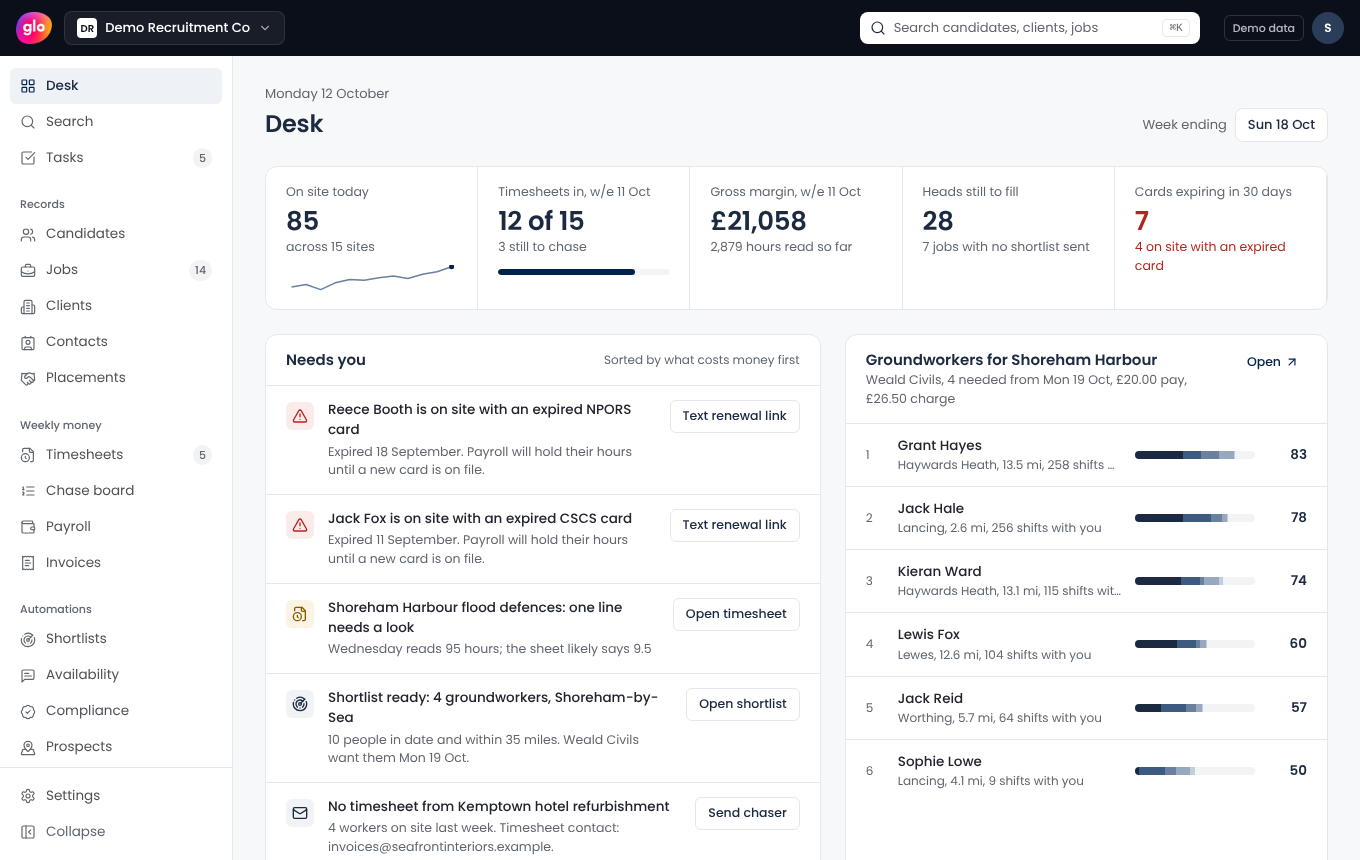 glo
DR
Demo Recruitment Co
Search candidates, clients, jobs
⌘K
Demo data
S
Desk
Search
Tasks
5
Records
Candidates
Jobs
14
Clients
Contacts
Placements
Weekly money
Timesheets
5
Chase board
Payroll
Invoices
Automations
Shortlists
Availability
Compliance
Prospects
Settings
Collapse
Monday 12 October
Desk
Week ending
Sun 18 Oct
On site today
85
across 15 sites
Timesheets in, w/e 11 Oct
12 of 15
3 still to chase
Gross margin, w/e 11 Oct
£21,058
2,879 hours read so far
Heads still to fill
28
7 jobs with no shortlist sent
Cards expiring in 30 days
7
4 on site with an expired
card
Needs you
Sorted by what costs money first
Reece Booth is on site with an expired NPORS
card
Expired 18 September. Payroll will hold their hours
until a new card is on file.
Text renewal link
Jack Fox is on site with an expired CSCS card
Expired 11 September. Payroll will hold their hours
until a new card is on file.
Text renewal link
Shoreham Harbour flood defences: one line
needs a look
Wednesday reads 95 hours; the sheet likely says 9.5
Open timesheet
Shortlist ready: 4 groundworkers, Shoreham-by-
Sea
10 people in date and within 35 miles. Weald Civils
want them Mon 19 Oct.
Open shortlist
No timesheet from Kemptown hotel refurbishment
4 workers on site last week. Timesheet contact:
invoices@seafrontinteriors.example.
Send chaser
Groundworkers for Shoreham Harbour
Weald Civils, 4 needed from Mon 19 Oct, £20.00 pay,
£26.50 charge
Open
1
Grant Hayes
Haywards Heath, 13.5 mi, 258 shifts ...
83
2
Jack Hale
Lancing, 2.6 mi, 256 shifts with you
78
3
Kieran Ward
Haywards Heath, 13.1 mi, 115 shifts wit...
74
4
Lewis Fox
Lewes, 12.6 mi, 104 shifts with you
60
5
Jack Reid
Worthing, 5.7 mi, 64 shifts with you
57
6
Sophie Lowe
Lancing, 4.1 mi, 9 shifts with you
50